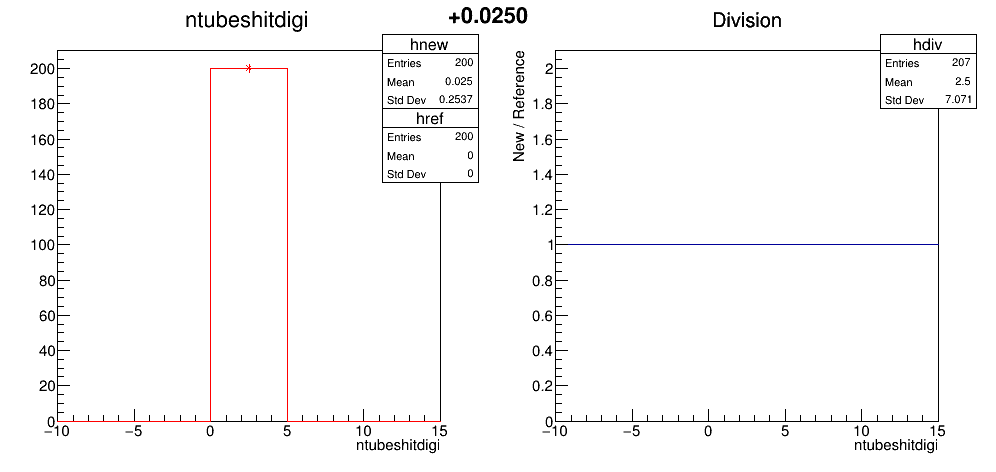 ntubeshitdigi
+0.0250
Division
hnew
Entries 200
Mean 0.025
Std Dev 0.2537
href
Entries 200
Mean 0
Std Dev 0
200
180
160
140
120
100
80
60
40
20
0
−10
−5
0
5
10
15
ntubeshitdigi
hdiv
Entries 207
Mean 2.5
Std Dev 7.071
New / Reference
2
1.8
1.6
1.4
1.2
1
0.8
0.6
0.4
0.2
0
−10
−5
0
5
10
15
ntubeshitdigi